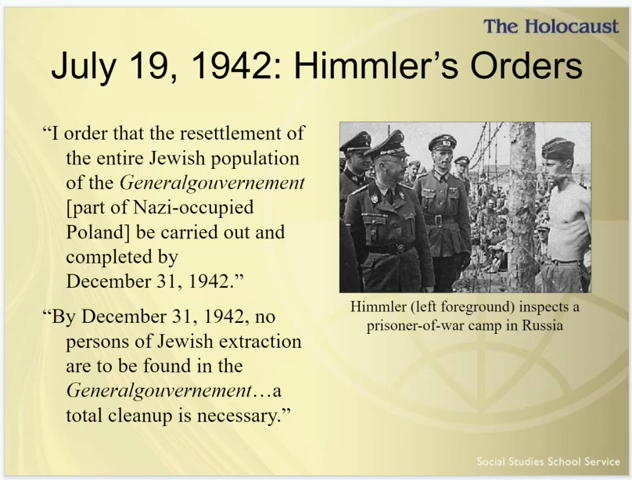 The Holocaust
July 19, 1942: Himmler’s Orders
“I order that the resettlement of
the entire Jewish population
of the Generalgouvernement
[part of Nazi-occupied
Poland] be carried out and
completed by
December 31, 1942.”
“By December 31, 1942, no
persons of Jewish extraction
are to be found in the
Generalgouvernement…a
total cleanup is necessary.”
Himmler (left foreground) inspects a
prisoner-of-war camp in Russia
Social Studies School Service